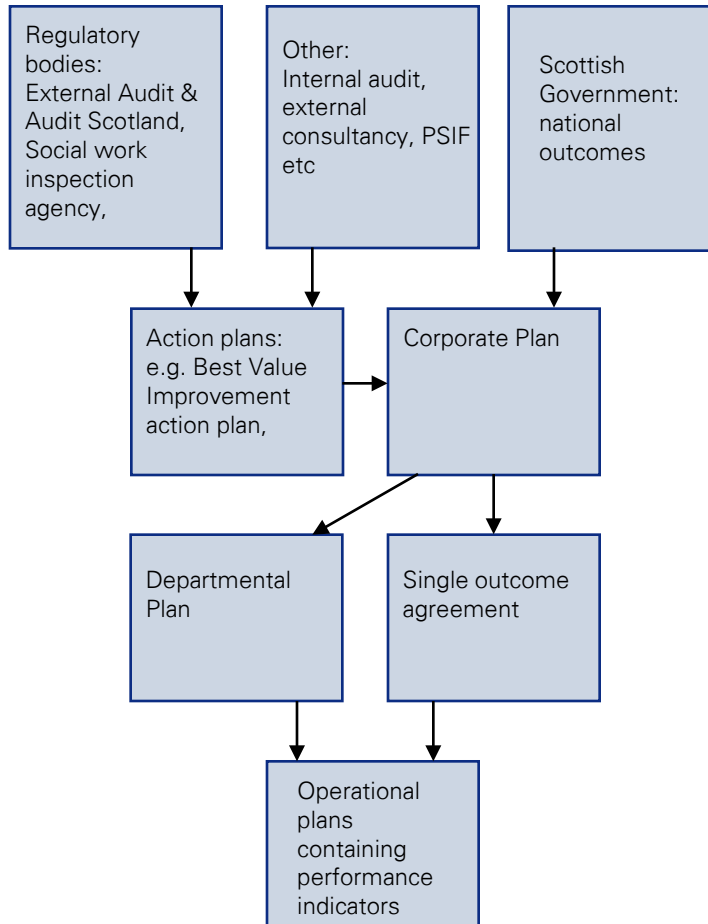 Regulatory
bodies:
External Audit &
Audit Scotland,
Social work
inspection
agency,
Other:
Internal audit,
external
consultancy, PSIF
etc
Scottish
Government:
national
outcomes
Action plans:
e.g. Best Value
Improvement
action plan,
Corporate Plan
Departmental
Plan
Single outcome
agreement
Operational
plans
containing
performance
indicators